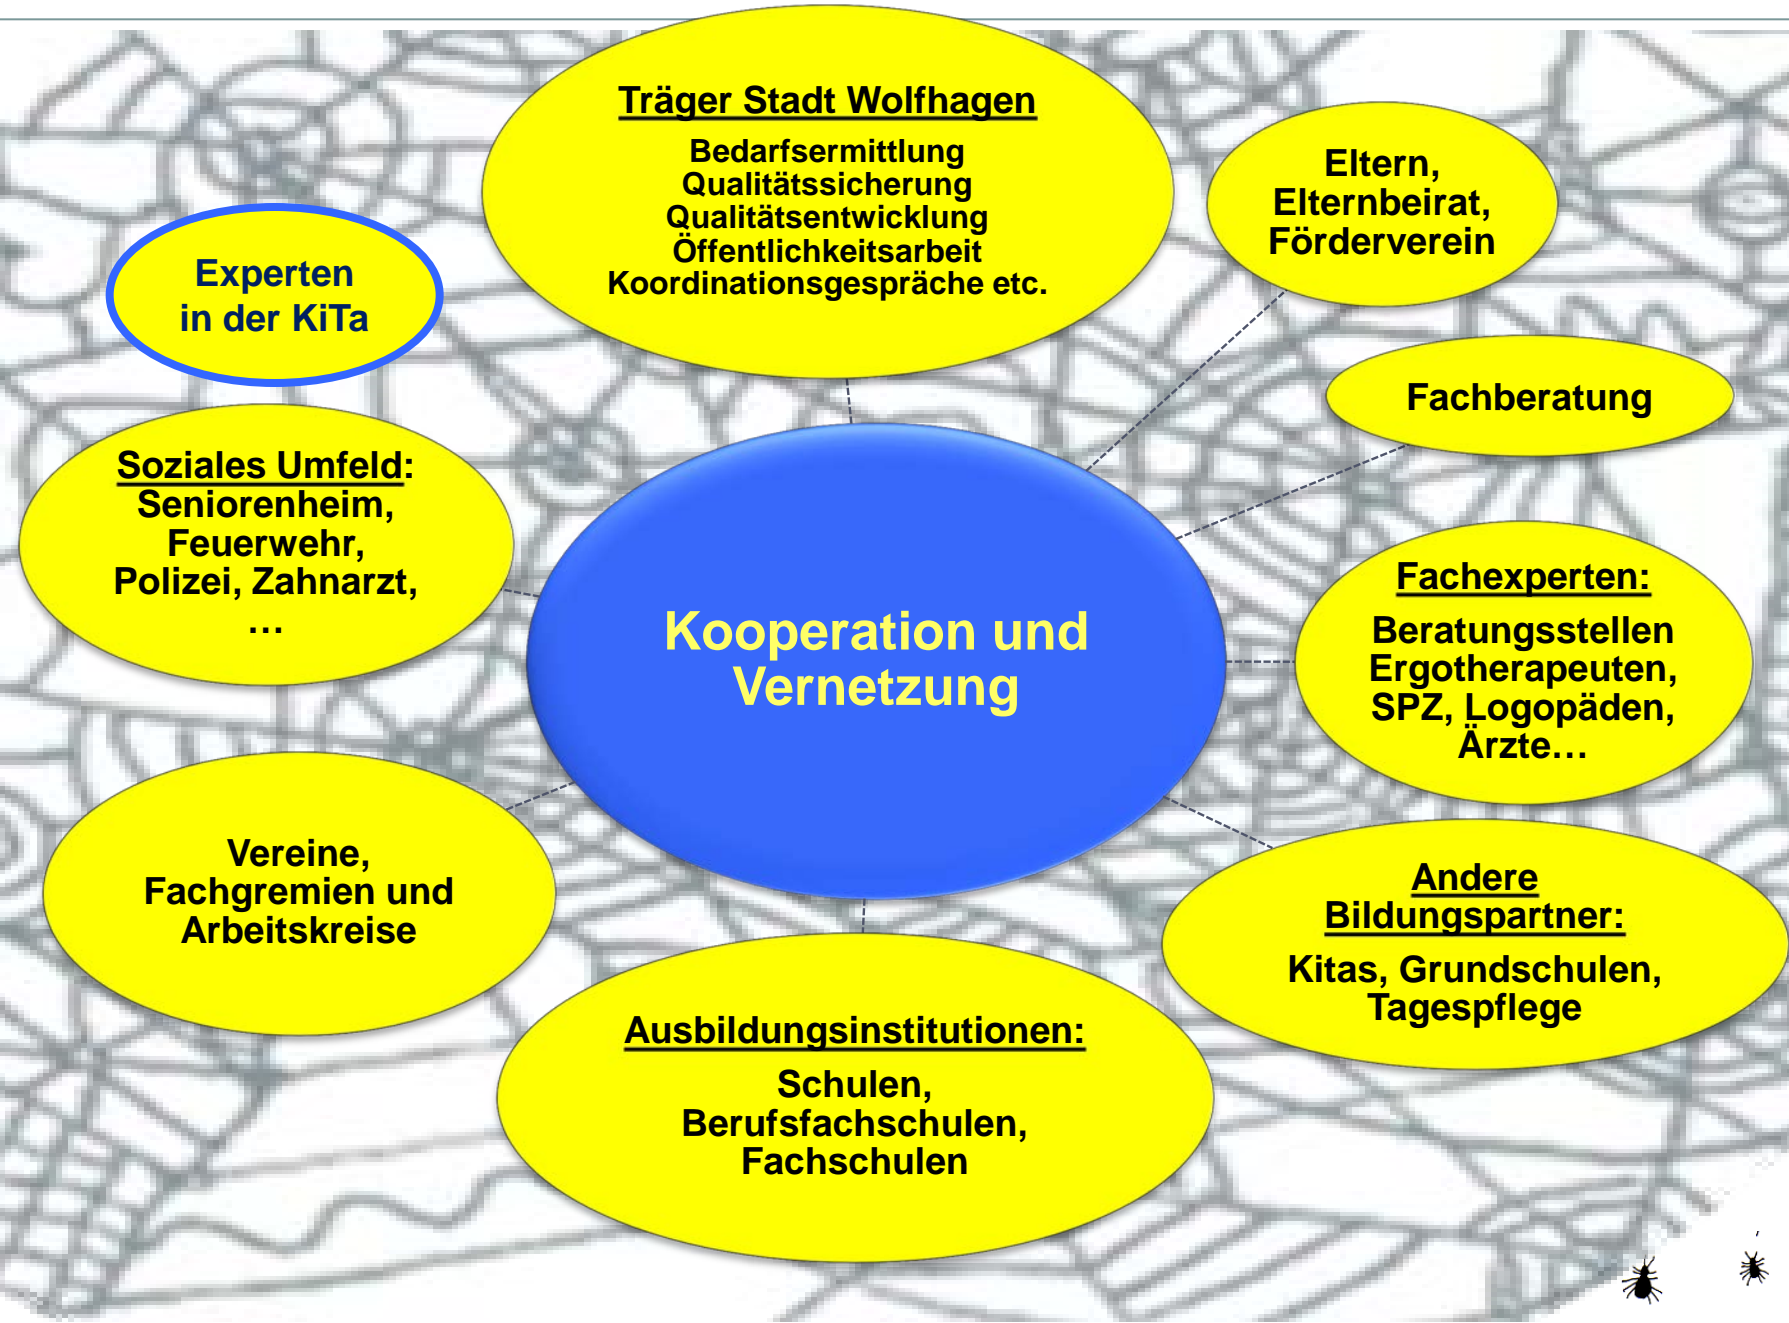 Träger Stadt Wolfhagen
Bedarfsermittlung
Qualitätssicherung
Qualitätsentwicklung
Öffentlichkeitsarbeit
Koordinationsgespräche etc.
Eltern,
Elternbeirat,
Förderverein
Experten
in der KiTa
Fachberatung
Soziales Umfeld:
Seniorenheim,
Feuerwehr,
Polizei, Zahnarzt,
…
Kooperation und
Vernetzung
Fachexperten:
Beratungsstellen
Ergotherapeuten,
SPZ, Logopäden,
Ärzte…
Vereine,
Fachgremien und
Arbeitskreise
Andere
Bildungspartner:
Kitas, Grundschulen,
Tagespflege
Ausbildungsinstitutionen:
Schulen,
Berufsfachschulen,
Fachschulen